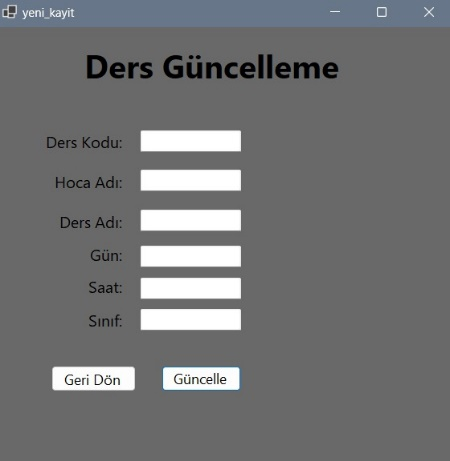 yeni_kayit
Ders Güncelleme
Ders Kodu:
Hoca Adı:
Ders Adı:
Gün:
Saat:
Sınıf:
Geri Dön Güncelle